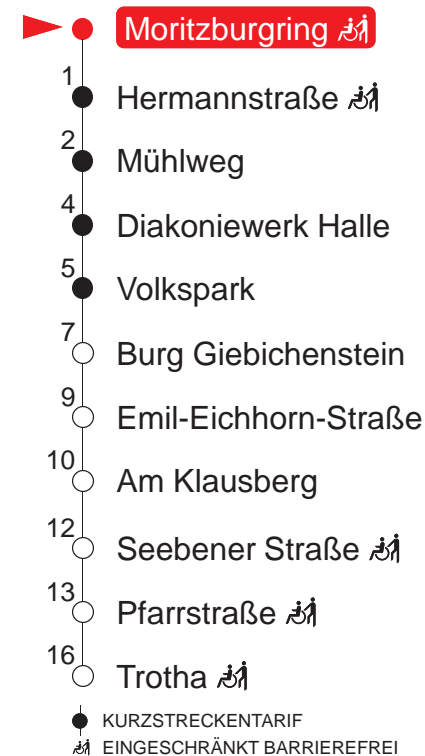 Moritzburgring
1
Hermannstraße
2
Mühlweg
4
Diakoniewerk Halle
5
Volkspark
7
Burg Giebichenstein
9
Emil-Eichhorn-Straße
10
Am Klausberg
12
Seebener Straße
13
Pfarrstraße
16
Trotha
KURZSTRECKENTARIF
EINGESCHRÄNKT BARRIEREFREI